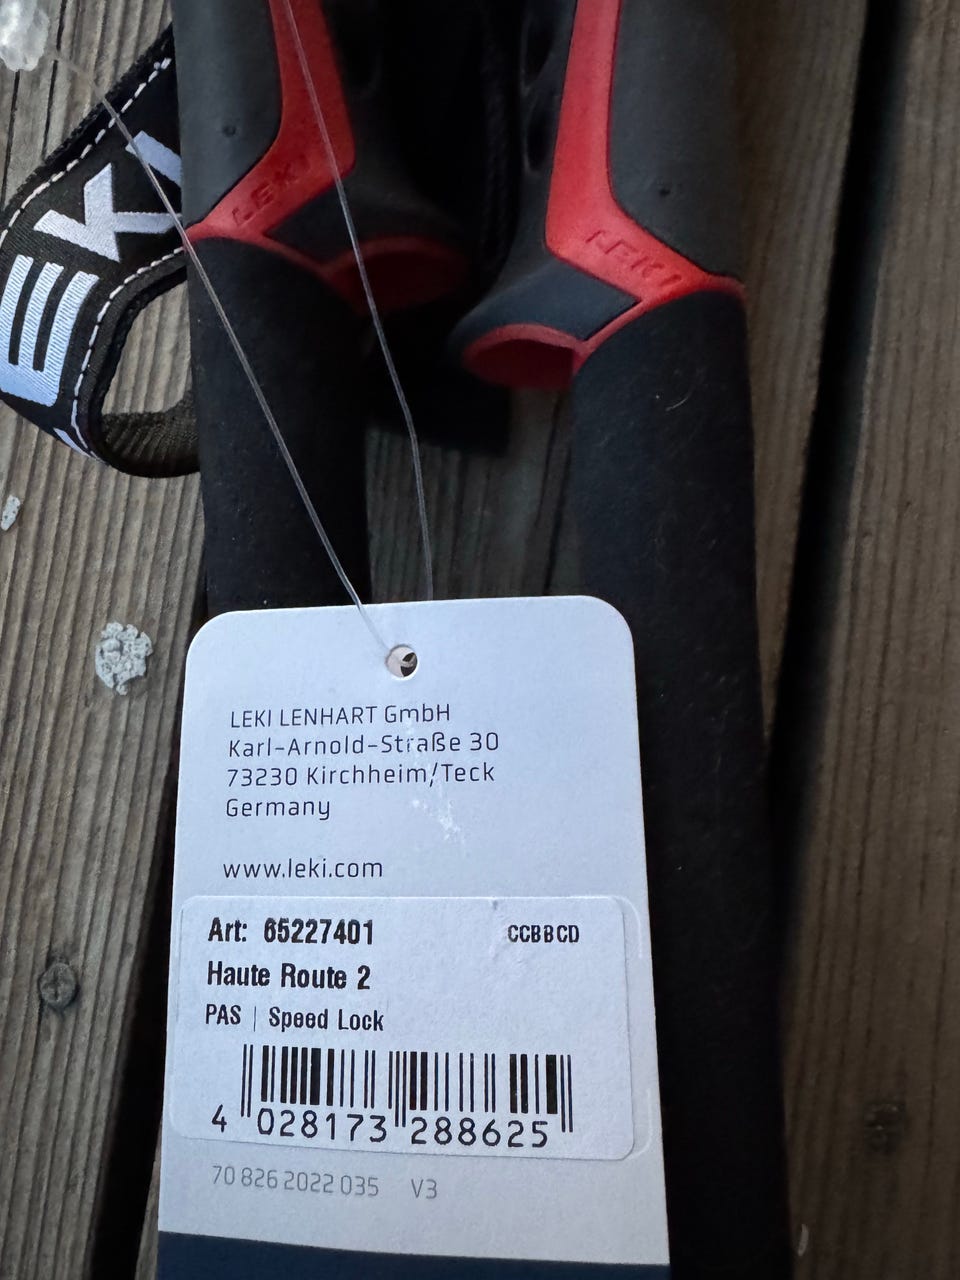 LEKI
LEKI
EKI
LEKI LENHART GmbH
Karl-Arnold-Straße 30
73230 Kirchheim/Teck
Germany
www.leki.com
Art: 65227401 CCBBCD
Haute Route 2
PAS | Speed Lock
4 028173 288625
70 826 2022 035 V3